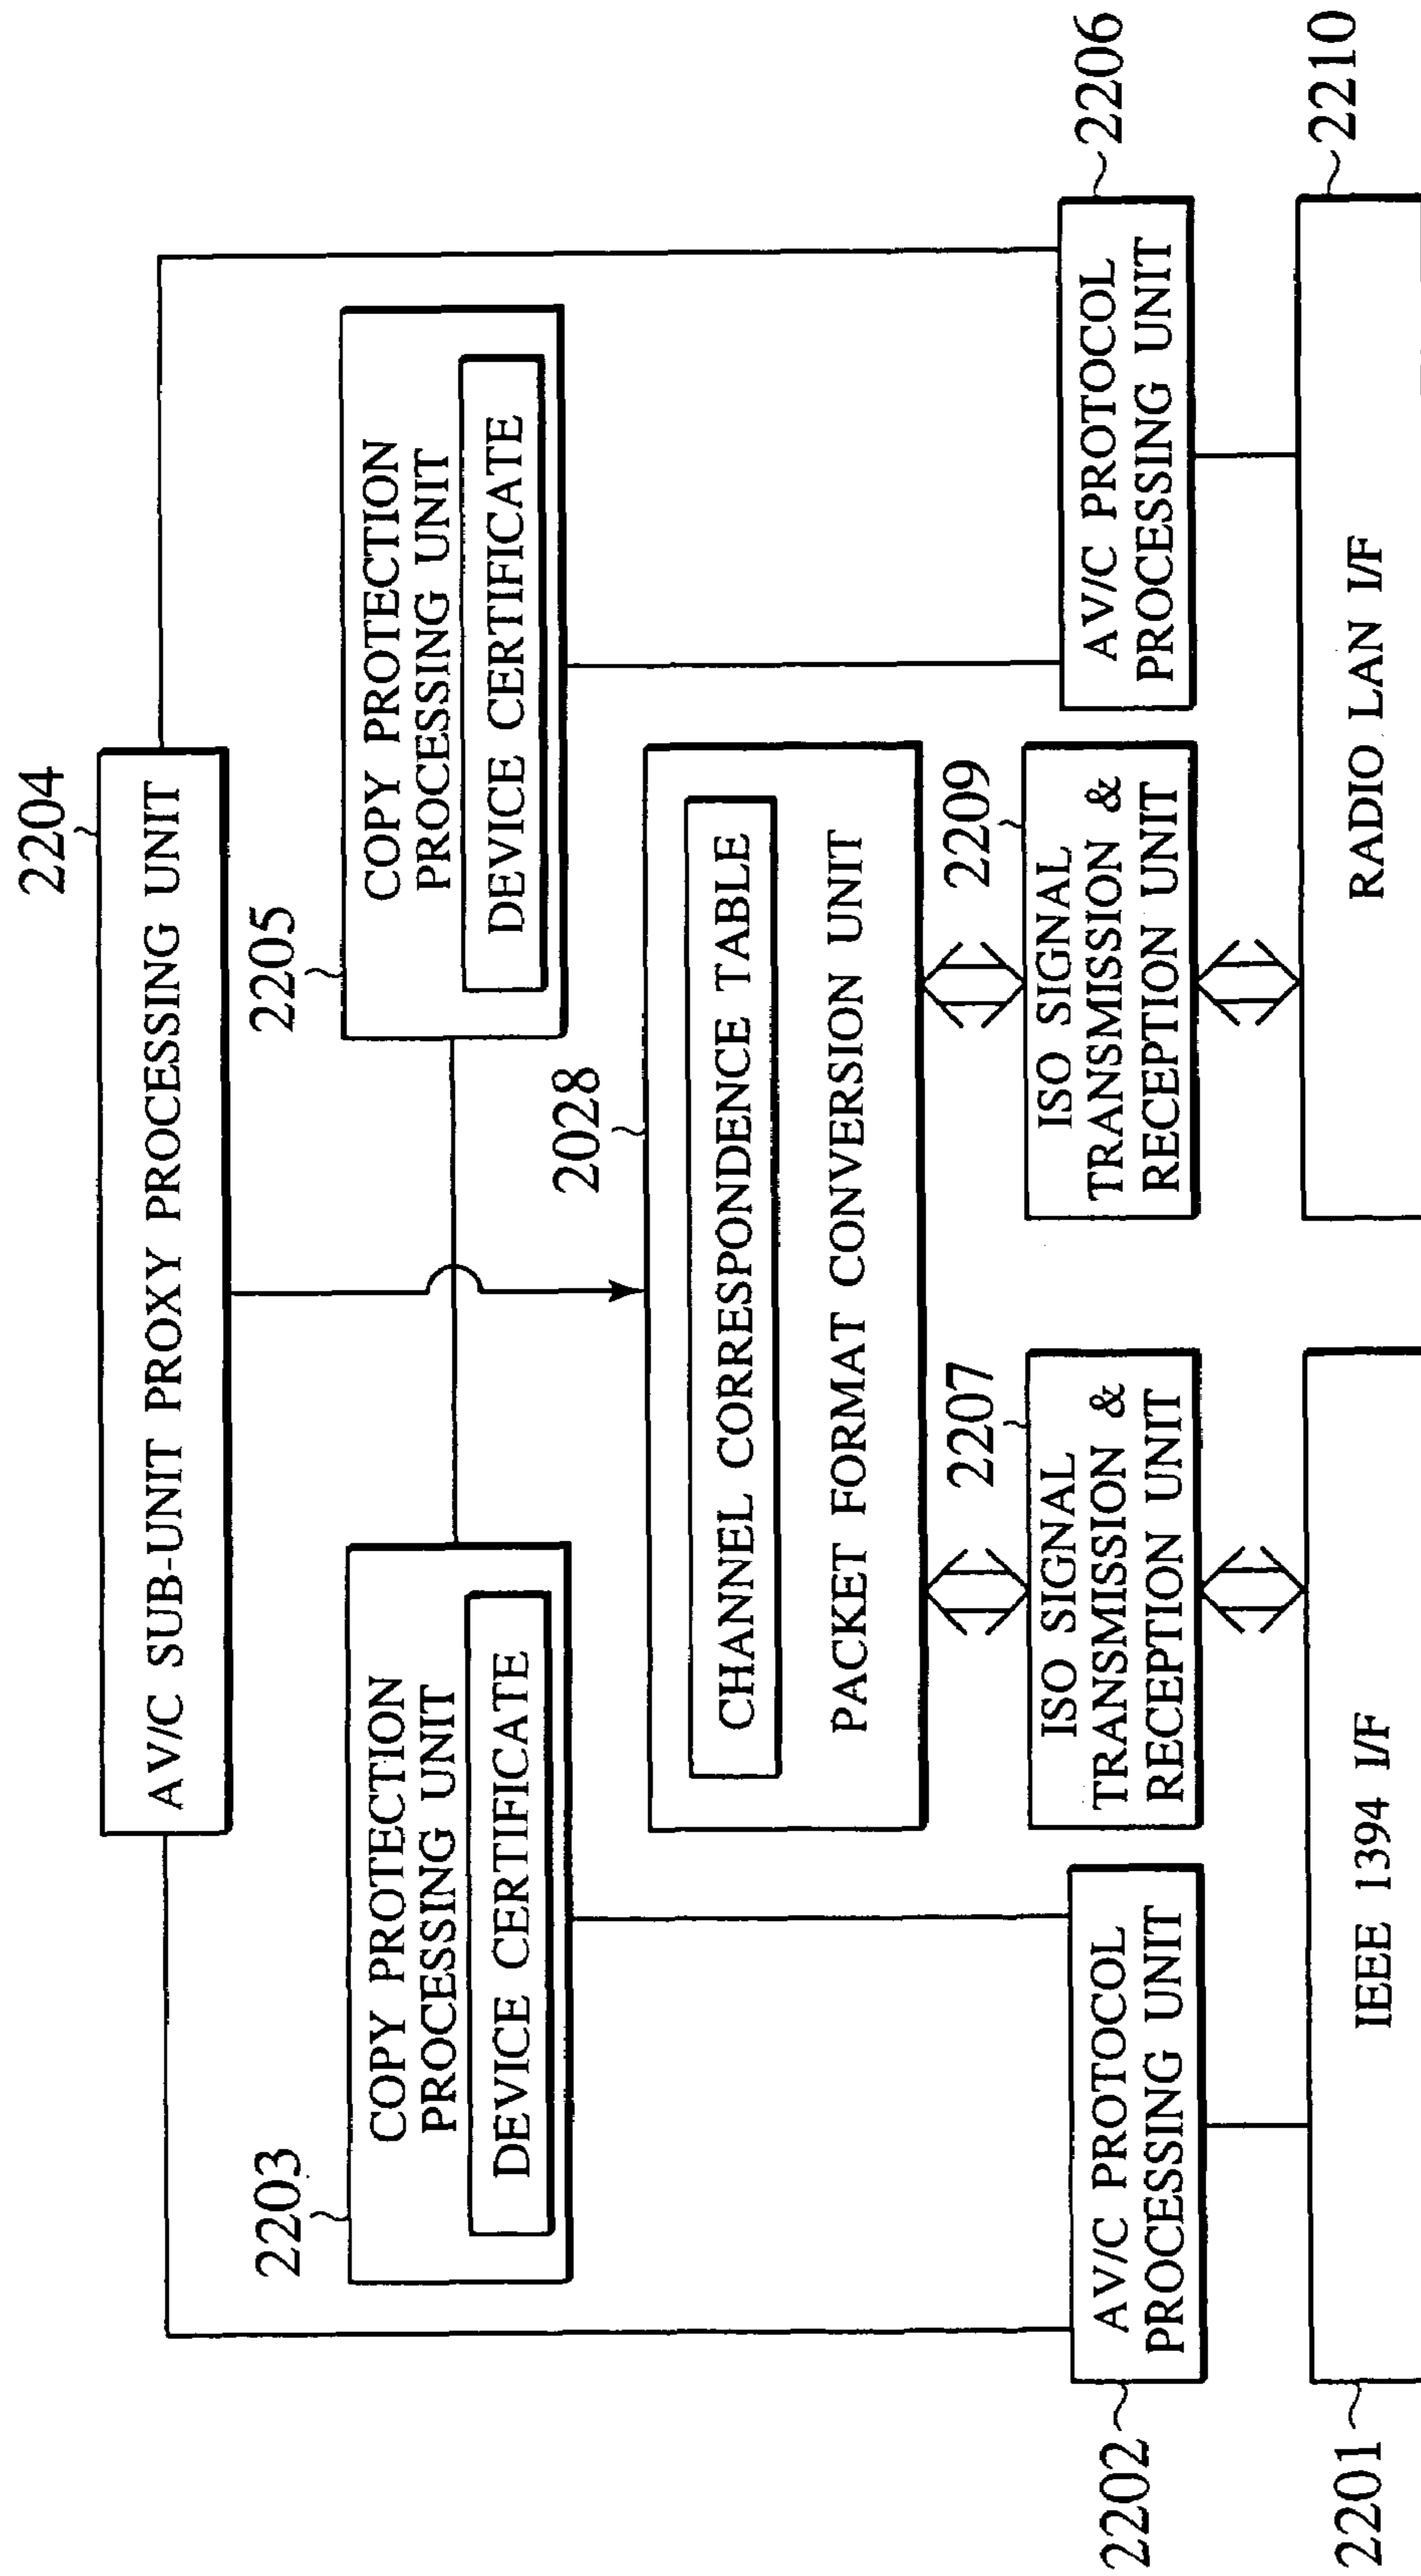 2204
AV/C SUB-UNIT PROXY PROCESSING UNIT
2203
COPY PROTECTION
PROCESSING UNIT
DEVICE CERTIFICATE
2205
COPY PROTECTION
PROCESSING UNIT
DEVICE CERTIFICATE
2028
CHANNEL CORRESPONDENCE TABLE
PACKET FORMAT CONVERSION UNIT
2202
AV/C PROTOCOL
PROCESSING UNIT
2207
ISO SIGNAL
TRANSMISSION &
RECEPTION UNIT
2209
ISO SIGNAL
TRANSMISSION &
RECEPTION UNIT
AV/C PROTOCOL
PROCESSING UNIT
2206
2201
IEEE 1394 I/F
RADIO LAN I/F
2210